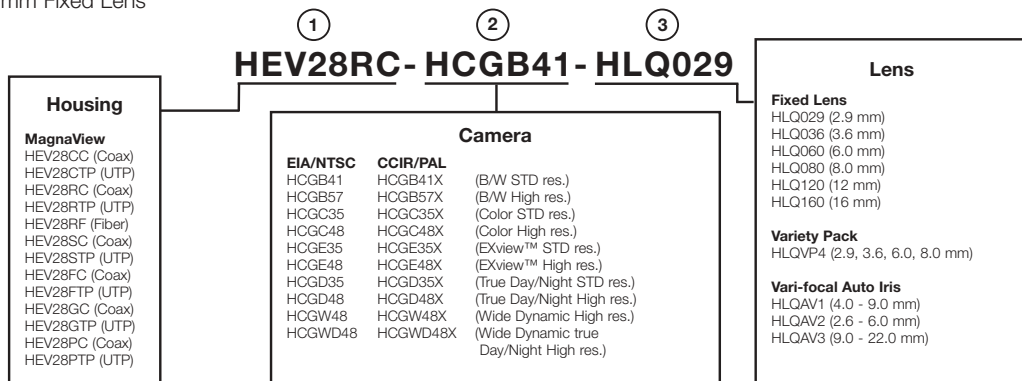 mm Fixed Lens
1 2 3
HEV28RC- HCGB41- HLQ029
Housing
MagnaView
HEV28CC (Coax)
HEV28CTP (UTP)
HEV28RC (Coax)
HEV28RTP (UTP)
HEV28RF (Fiber)
HEV28SC (Coax)
HEV28STP (UTP)
HEV28FC (Coax)
HEV28FTP (UTP)
HEV28GC (Coax)
HEV28GTP (UTP)
HEV28PC (Coax)
HEV28PTP (UTP)
Camera
EIA/NTSC CCIR/PAL
HCGB41 HCGB41X (B/W STD res.)
HCGB57 HCGB57X (B/W High res.)
HCGC35 HCGC35X (Color STD res.)
HCGC48 HCGC48X (Color High res.)
HCGE35 HCGE35X (EXview™ STD res.)
HCGE48 HCGE48X (EXview™ High res.)
HCGD35 HCGD35X (True Day/Night STD res.)
HCGD48 HCGD48X (True Day/Night High res.)
HCGW48 HCGW48X (Wide Dynamic High res.)
HCGWD48 HCGWD48X (Wide Dynamic true
Day/Night High res.)
Lens
Fixed Lens
HLQ029 (2.9 mm)
HLQ036 (3.6 mm)
HLQ060 (6.0 mm)
HLQ080 (8.0 mm)
HLQ120 (12 mm)
HLQ160 (16 mm)
Variety Pack
HLQVP4 (2.9, 3.6, 6.0, 8.0 mm)
Vari-focal Auto Iris
HLQAV1 (4.0 - 9.0 mm)
HLQAV2 (2.6 - 6.0 mm)
HLQAV3 (9.0 - 22.0 mm)